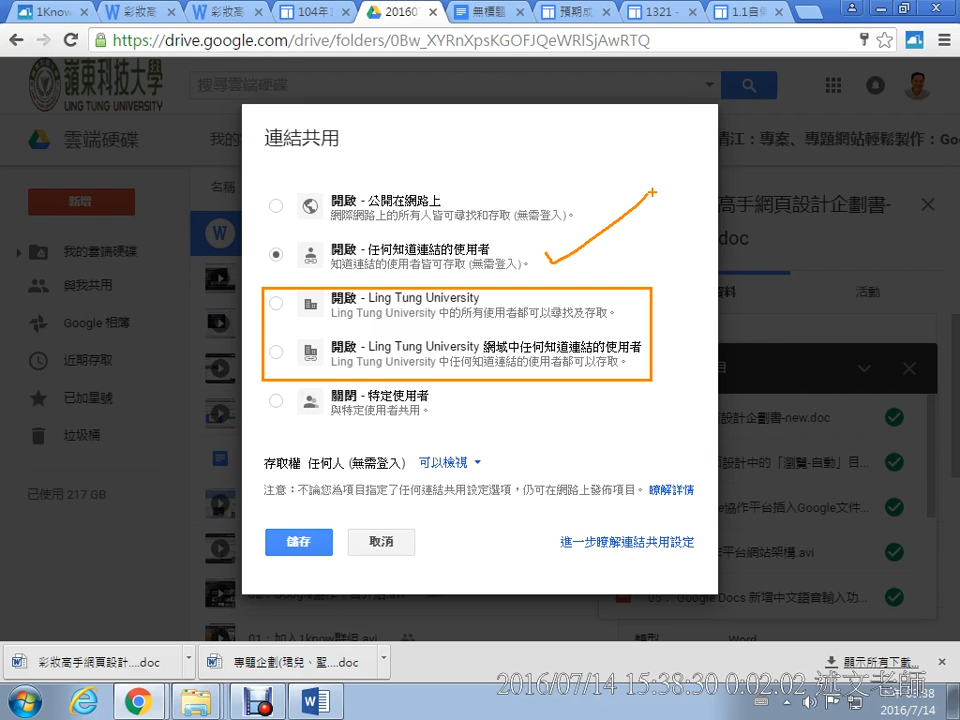 1Know
彩妝高
彩妝高
104年1
20160
無標題
預期成
1321 -
1.1自
https://drive.google.com/drive/folders/0Bw_XYRnXpsKGOFJQeWRlSjAwRTQ
嶺東科技大學
LING TUNG UNIVERSITY
搜尋雲端硬碟
雲端硬碟
我的
清江：專案、專題網站輕鬆製作：Go
新增
名稱
我的雲端硬碟
與我共用
Google 相簿
近期存取
已加星號
垃圾桶
已使用 217 GB
連結共用
開啟 - 公開在網路上
網際網路上的所有人皆可尋找和存取 (無需登入)。
開啟 - 任何知道連結的使用者
知道連結的使用者皆可存取 (無需登入)。
開啟 - Ling Tung University
Ling Tung University 中的所有使用者都可以尋找及存取。
開啟 - Ling Tung University 網域中任何知道連結的使用者
Ling Tung University 中任何知道連結的使用者都可以存取。
關閉 - 特定使用者
與特定使用者共用。
存取權 任何人 (無需登入) 可以檢視
注意：不論您為項目指定了任何連結共用設定選項，仍可在網路上發佈項目。 瞭解詳情
儲存
取消
進一步瞭解連結共用設定
高手網頁設計企劃書-
doc
資料
活動
目
設計企劃書-new.doc
設計中的「瀏覽-自動」目...
協作平台插入Google文件...
平台網站架構.avi
05： Google Docs 新增中文語音輸入功...
01：加入1know群組.avi
類型
Word
彩妝高手網頁設計....doc
專題企劃(珺兒、聖....doc
顯示所有下載...
2016/07/14 15:38:30 0:02:02 述文老師
2016/7/14